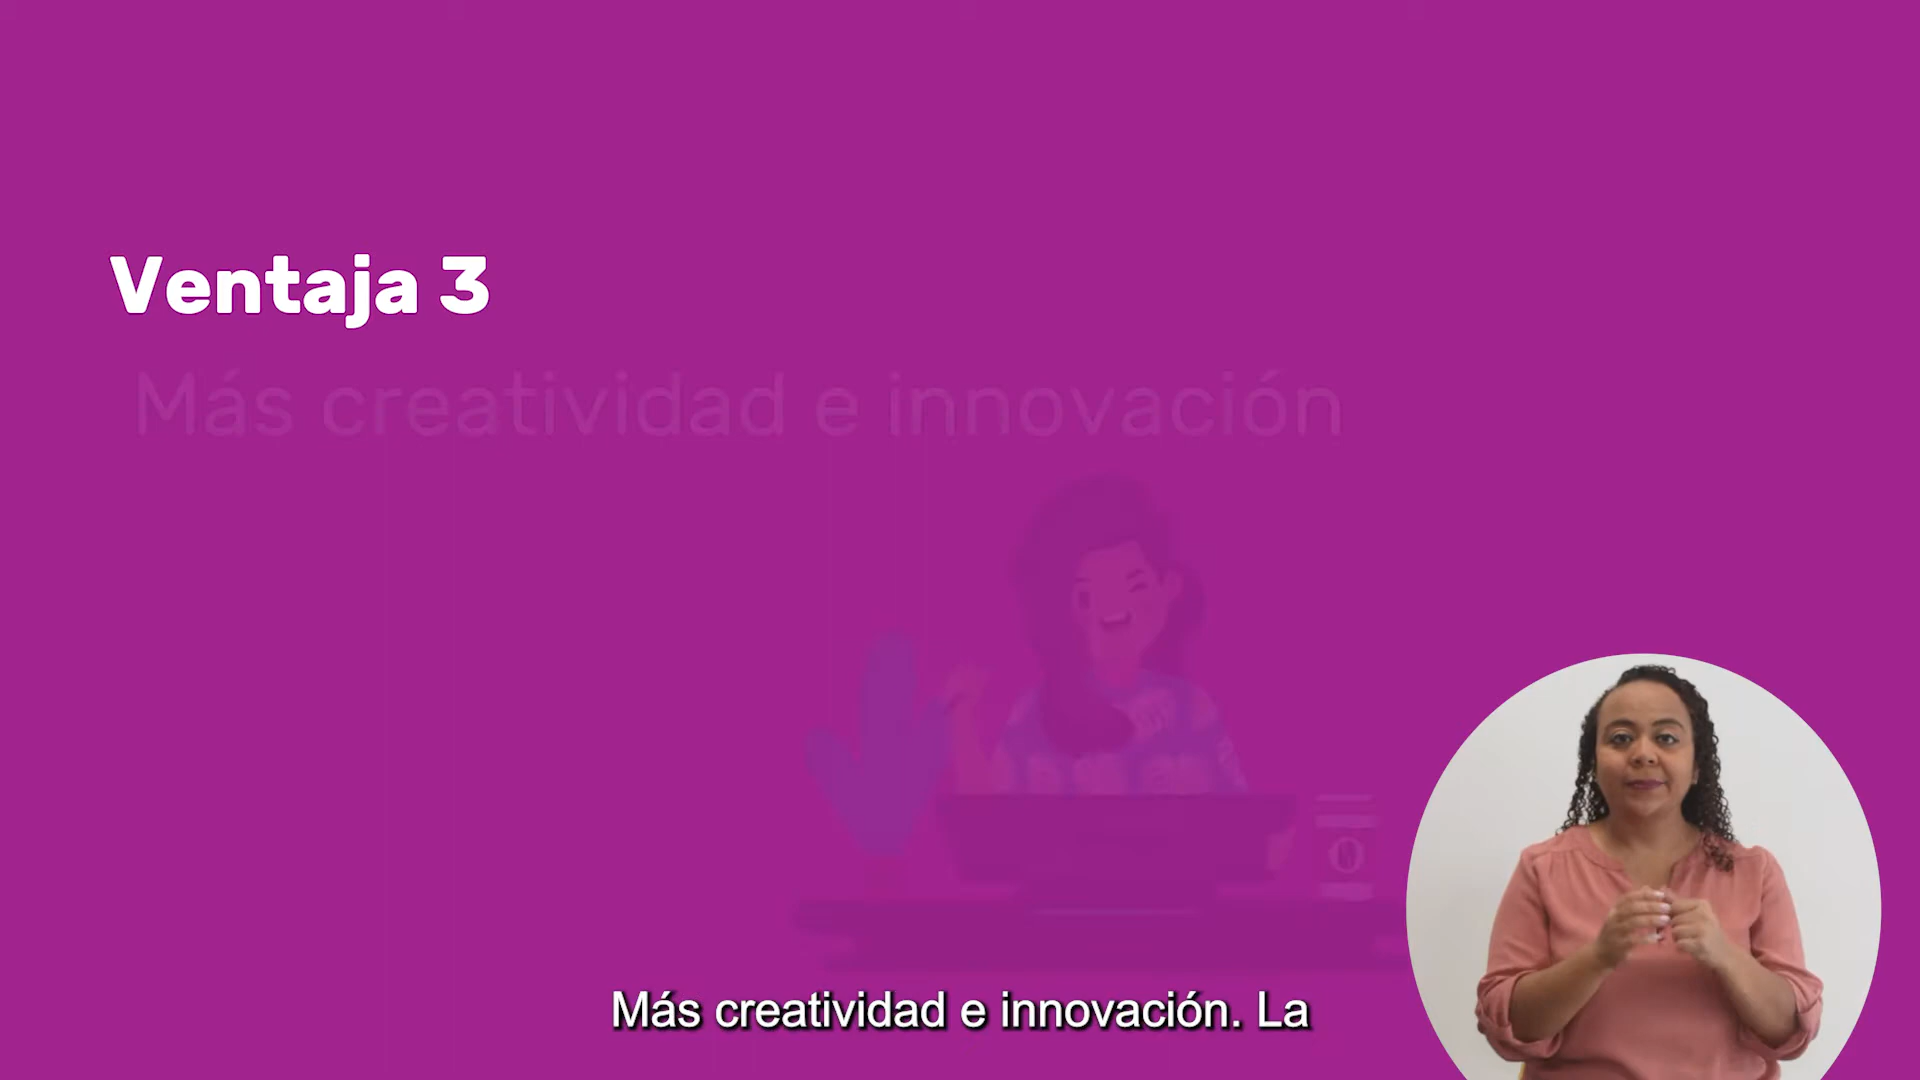 Ventaja 3
Más creatividad e innovación
Más creatividad e innovación. La